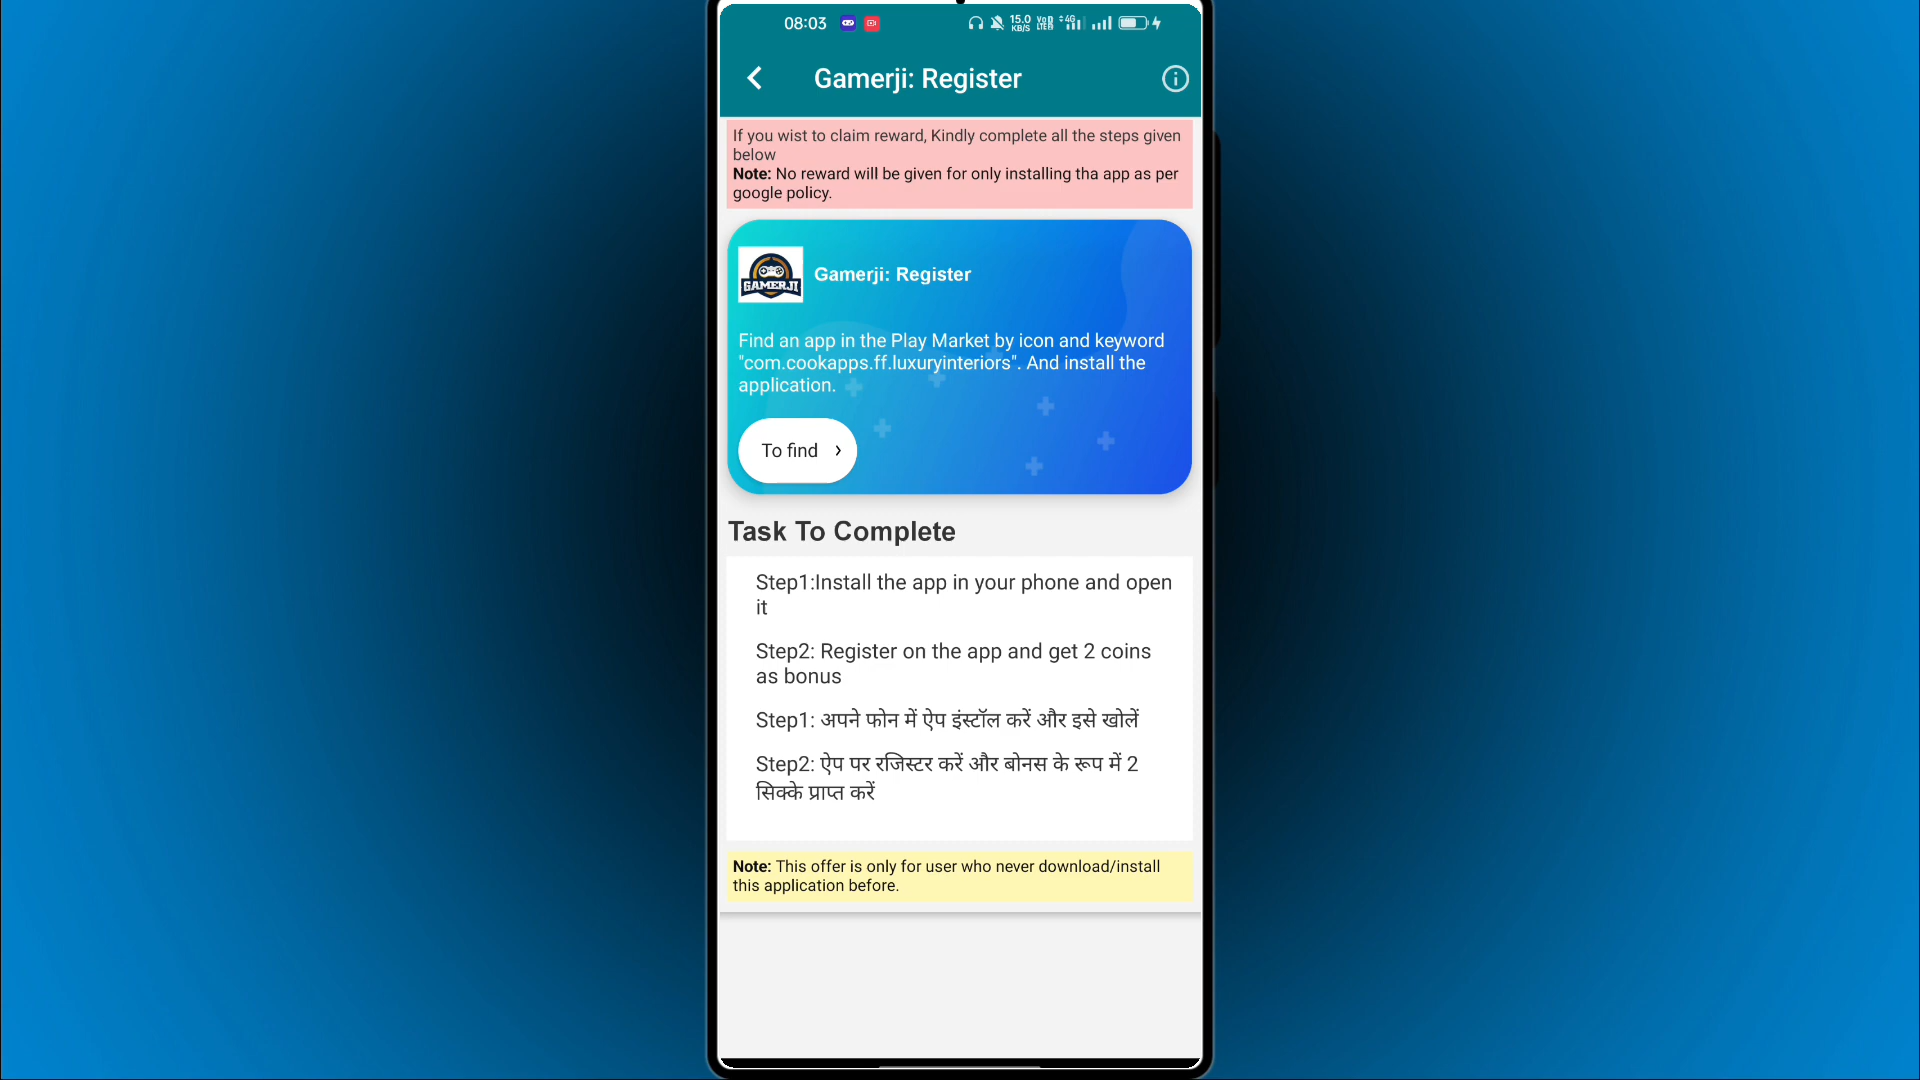 08:03
15.0 KB/S
4G
Gamerji: Register
If you wist to claim reward, Kindly complete all the steps given
below
Note: No reward will be given for only installing tha app as per
google policy.
GAMERJI
Gamerji: Register
Find an app in the Play Market by icon and keyword
"com.cookapps.ff.luxuryinteriors". And install the
application.
To find
Task To Complete
Step1:Install the app in your phone and open
it
Step2: Register on the app and get 2 coins
as bonus
Step1: अपने फोन में ऐप इंस्टॉल करें और इसे खोलें
Step2: ऐप पर रजिस्टर करें और बोनस के रूप में 2
सिक्के प्राप्त करें
Note: This offer is only for user who never download/install
this application before.